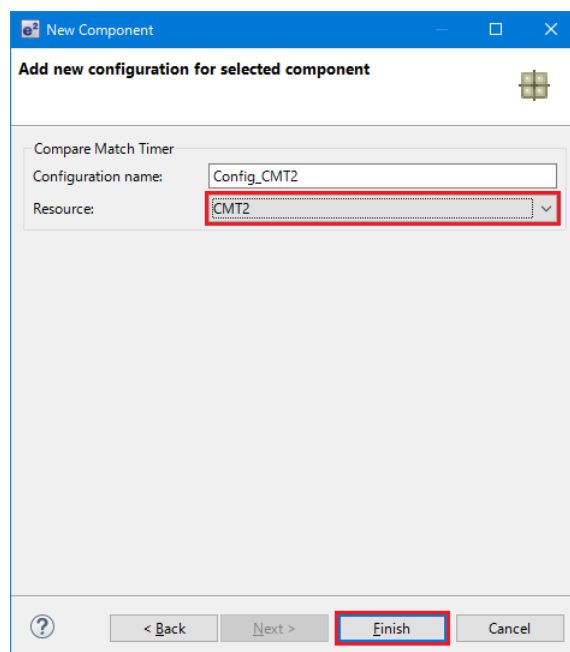 e² New Component
Add new configuration for selected component
Compare Match Timer
Configuration name: Config_CMT2
Resource: CMT2
? < Back Next > Finish Cancel